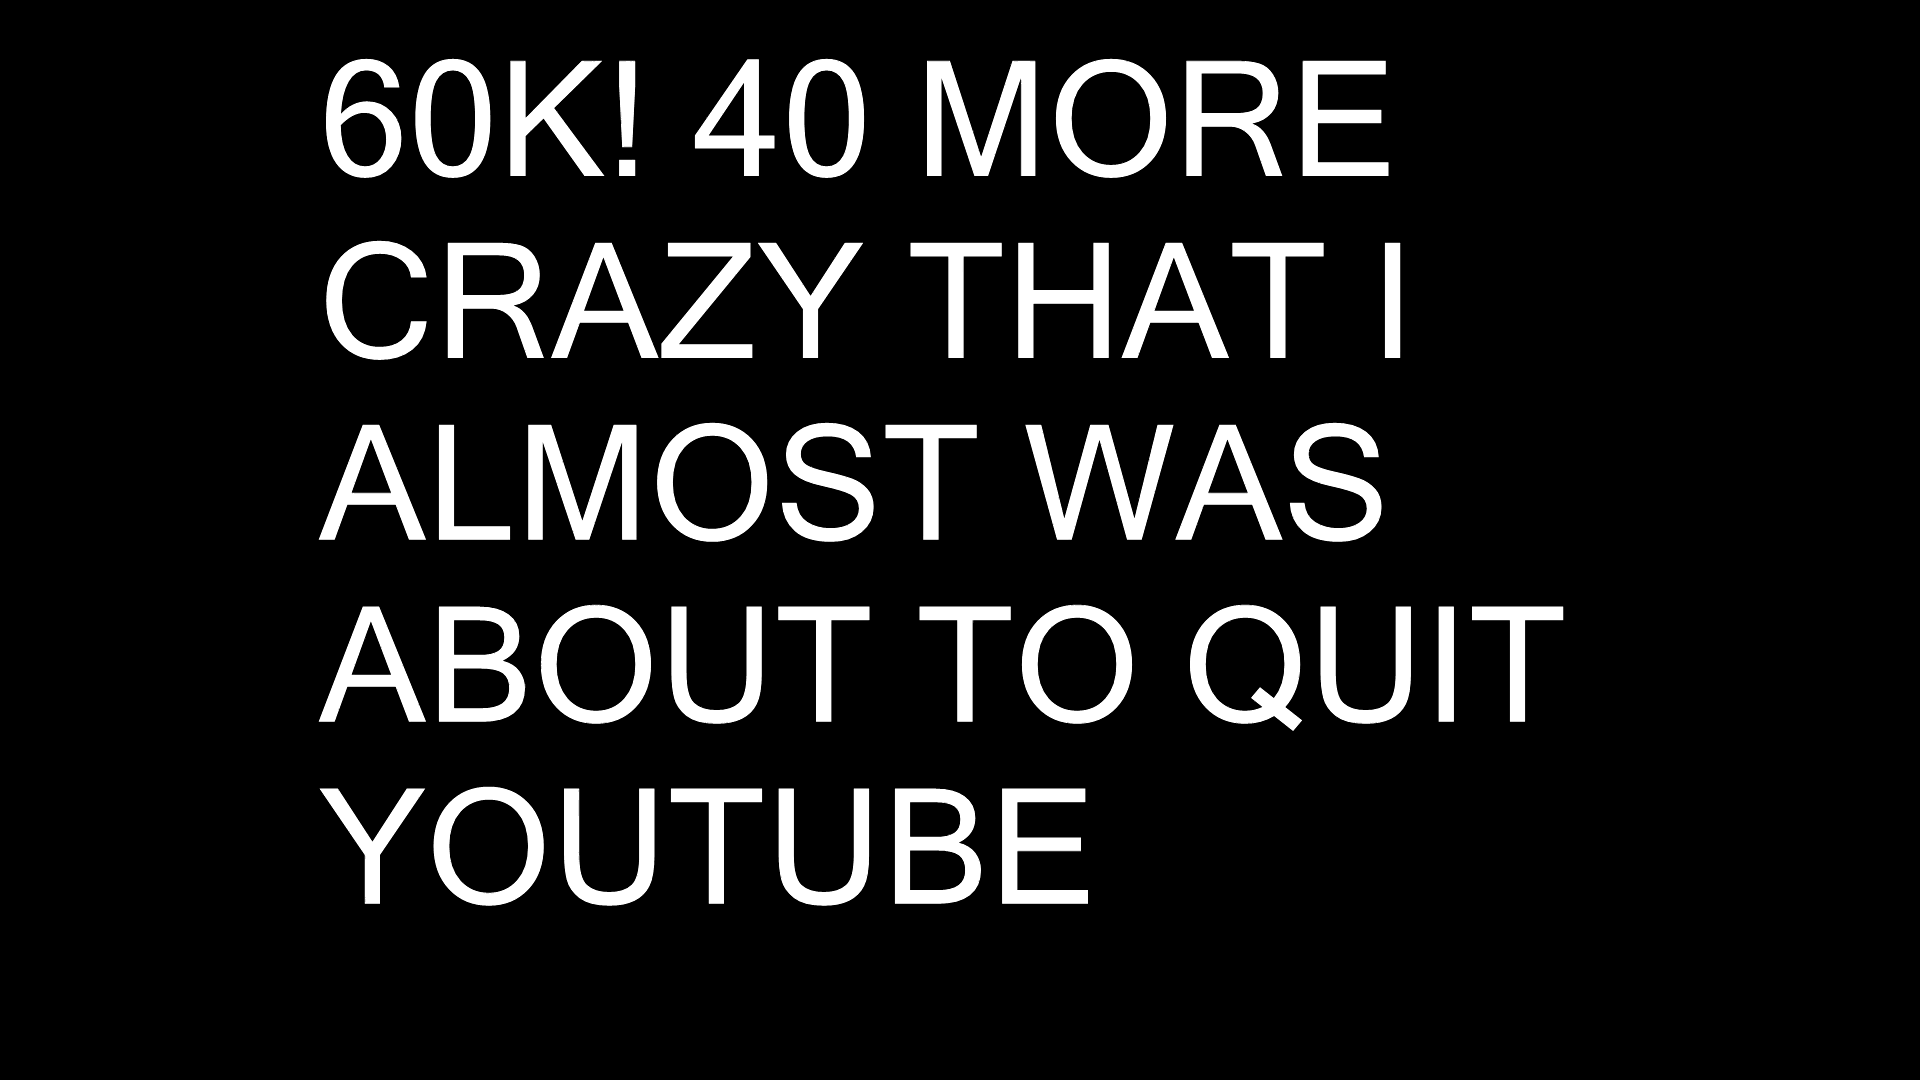 60K! 40 MORE
CRAZY THAT I
ALMOST WAS
ABOUT TO QUIT
YOUTUBE